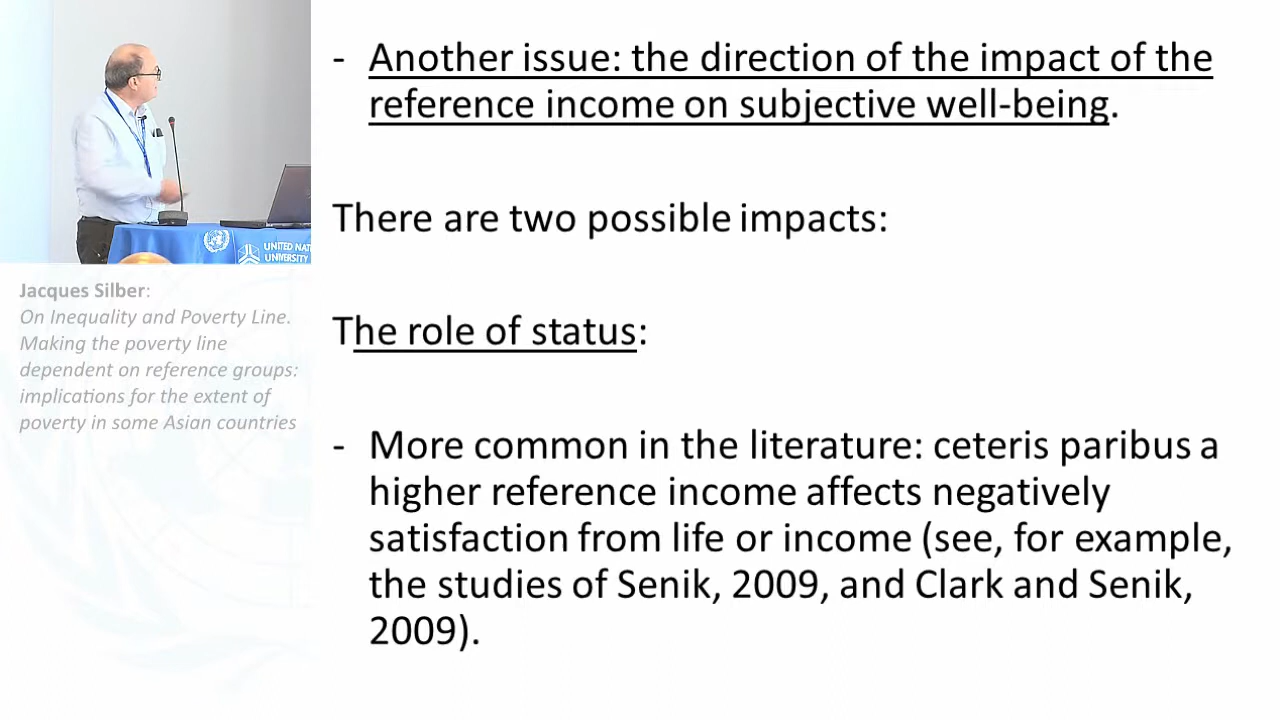 - Another issue: the direction of the impact of the
reference income on subjective well-being.
There are two possible impacts:
The role of status:
- More common in the literature: ceteris paribus a
higher reference income affects negatively
satisfaction from life or income (see, for example,
the studies of Senik, 2009, and Clark and Senik,
2009).
UNITED NAT
UNIVERSITY
Jacques Silber:
On Inequality and Poverty Line.
Making the poverty line
dependent on reference groups:
implications for the extent of
poverty in some Asian countries